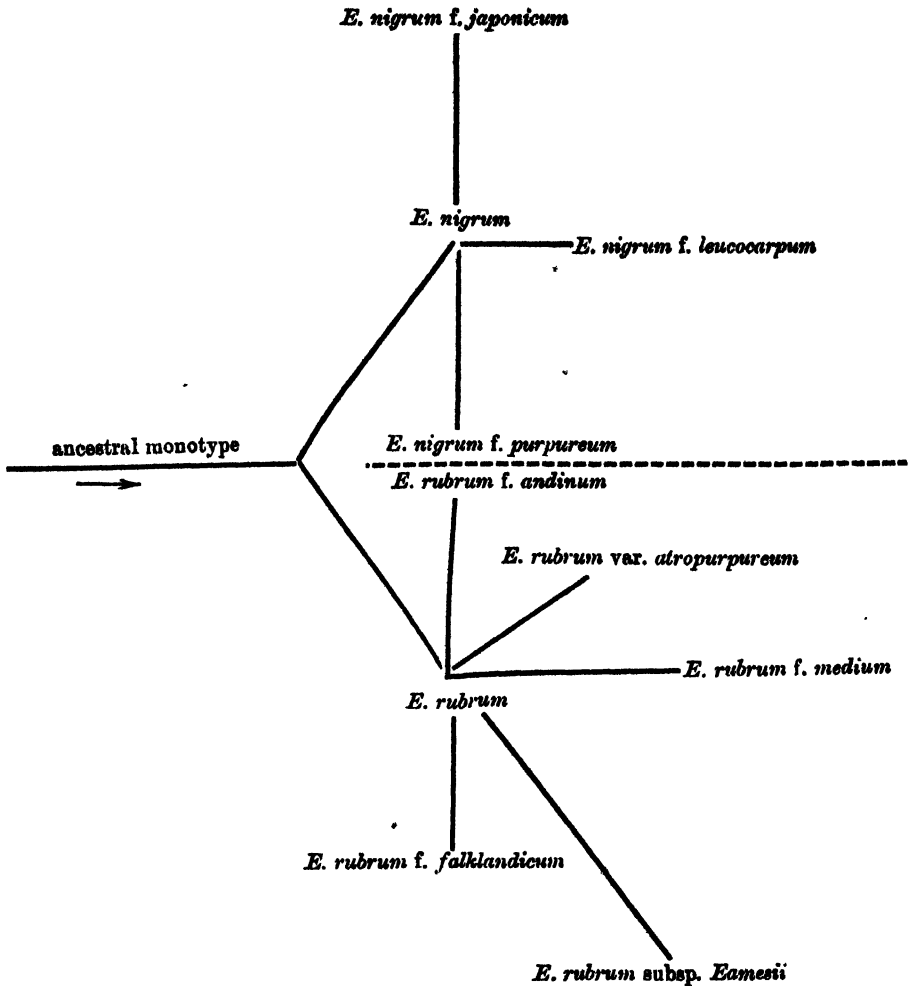 E. nigrum f. japonicum
E. nigrum
E. nigrum f. leucocarpum
ancestral monotype
E. nigrum f. purpureum
E. rubrum f. andinum
E. rubrum var. atropurpureum
E. rubrum f. medium
E. rubrum
E. rubrum f. falklandicum
E. rubrum subsp. Eamesii